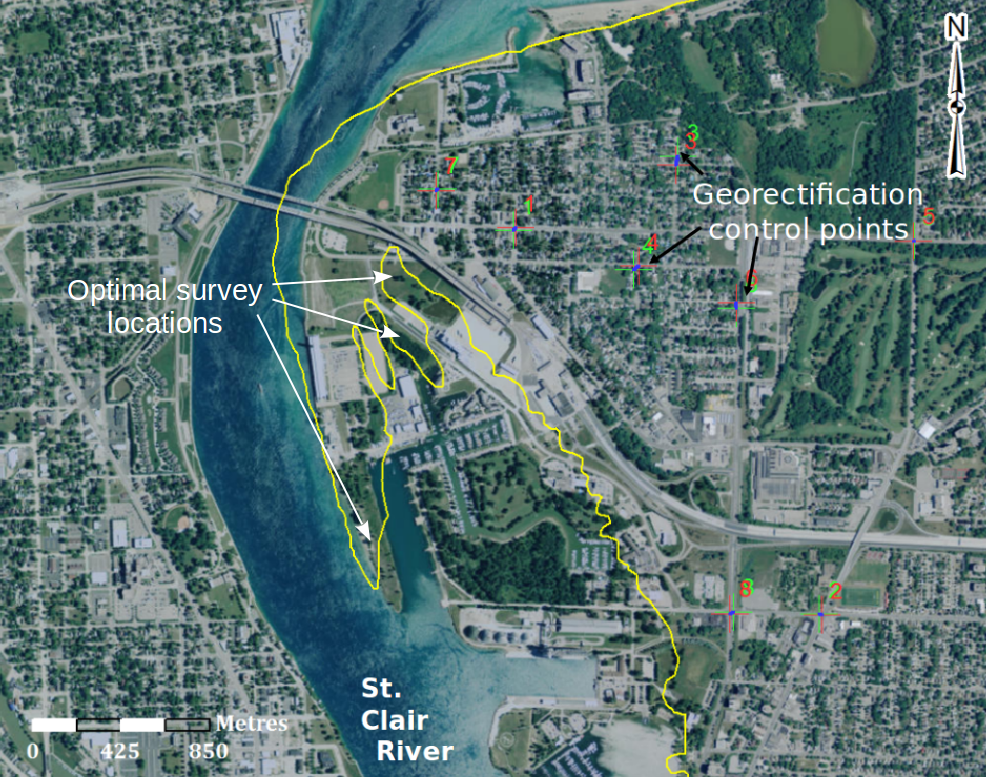 N
3
3
7
Georectification
control points
1
5
4
6
Optimal survey
locations
8
2
St.
Clair
River
Metres
0 425 850